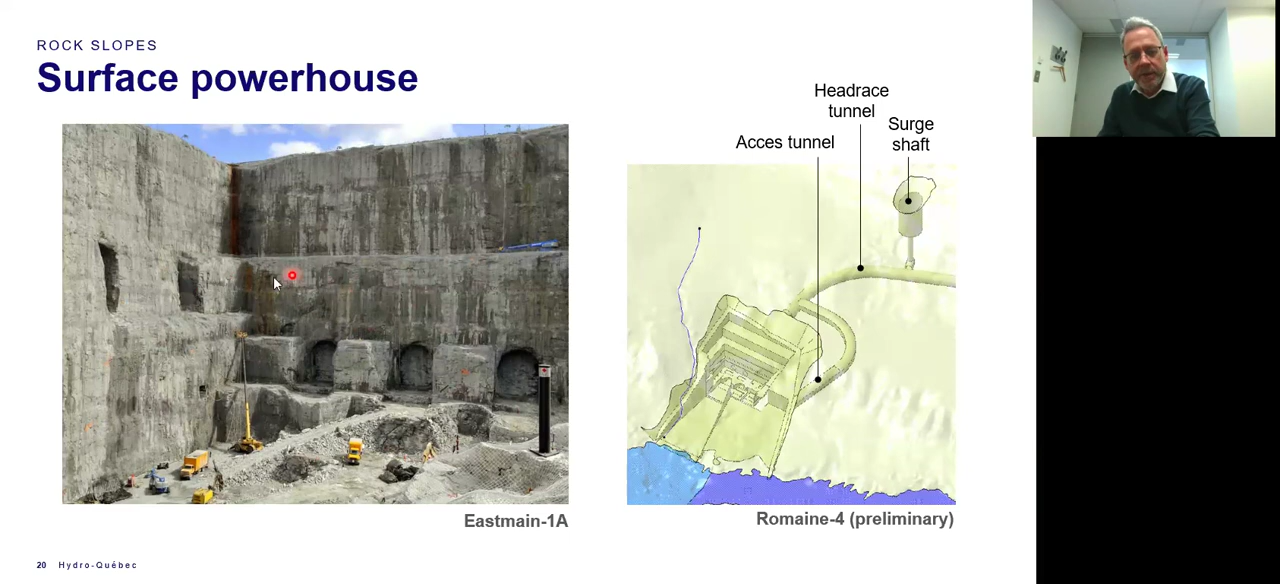 ROCK SLOPES
Surface powerhouse
Headrace
tunnel
Surge
shaft
Acces tunnel
Eastmain-1A
Romaine-4 (preliminary)
20 Hydro-Québec